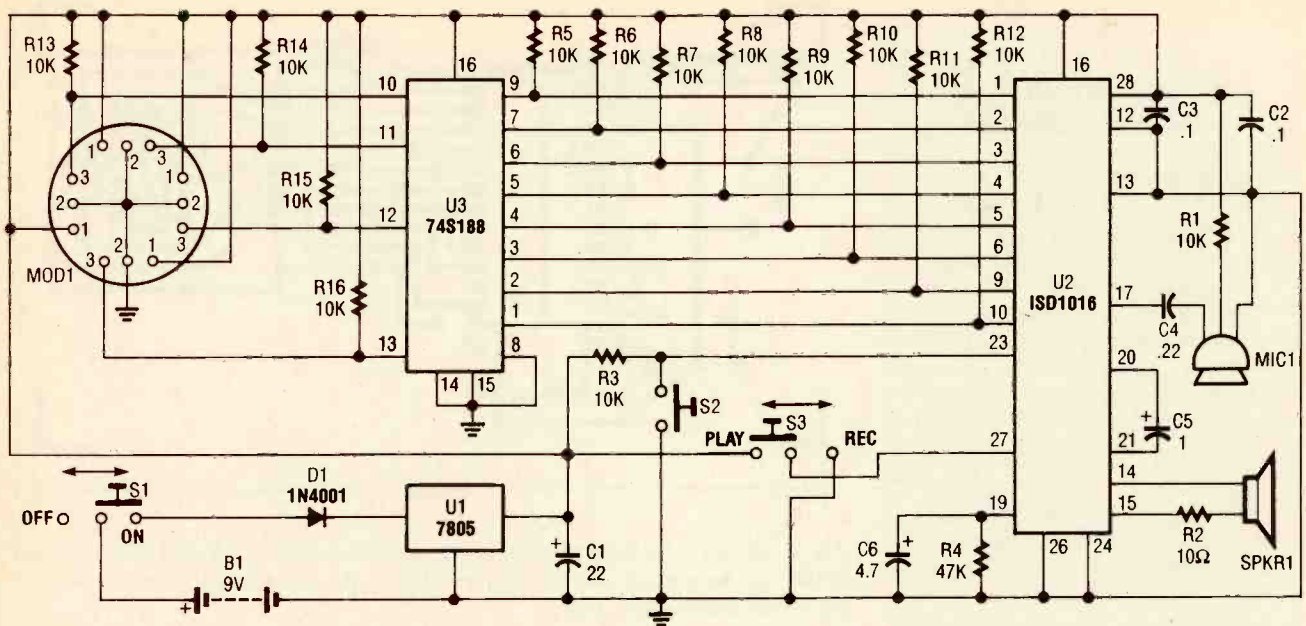 R13
10K
R14
10K
R5
10K
R6
10K
R7
10K
R8
10K
R9
10K
R10
10K
R11
10K
R12
10K
16
16
10
9
1
28
11
7
2
12
C3
.1
C2
.1
1
2
3
6
3
3
1
R15
10K
5
4
13
2
2
U3
74S188
1
3
12
4
5
R1
10K
3
2
1
3
6
MOD1
R16
10K
2
9
U2
ISD1016
17
1
10
C4
.22
13
8
23
20
MIC1
14
15
R3
10K
S2
+
C5
1
PLAY
S3
REC
27
21
14
S1
OFF
ON
D1
1N4001
U1
7805
19
15
R2
10Ω
+
C1
22
C6
4.7
+
R4
47K
26
24
SPKR1
B1
9V
+